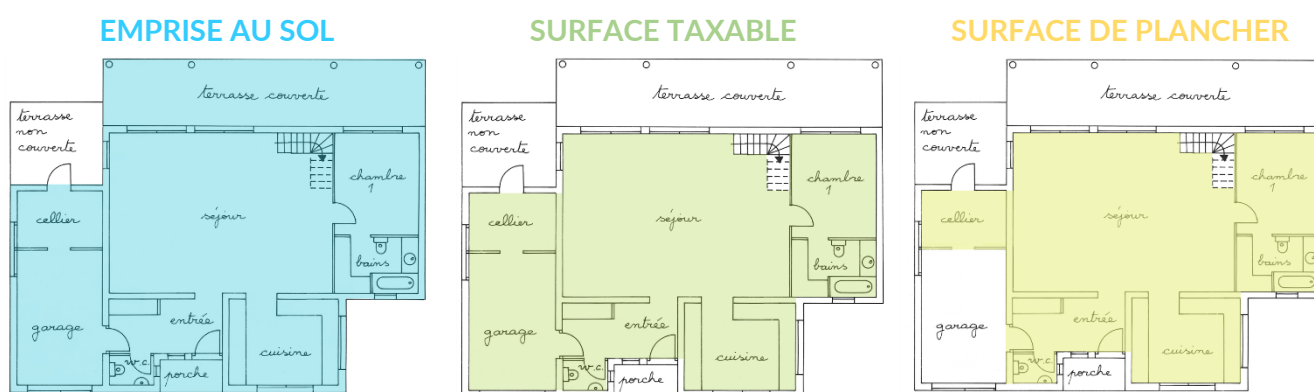 EMPRISE AU SOL
terrasse couverte
terrasse
non
couverte
chambre
1
cellier
séjour
bains
garage
entrée
cuisine
w.c.
porche
SURFACE TAXABLE
terrasse couverte
terrasse
non
couverte
chambre
1
cellier
séjour
bains
garage
entrée
cuisine
w.c.
porche
SURFACE DE PLANCHER
terrasse couverte
terrasse
non
couverte
chambre
1
cellier
séjour
bains
garage
entrée
cuisine
w.c.
porche